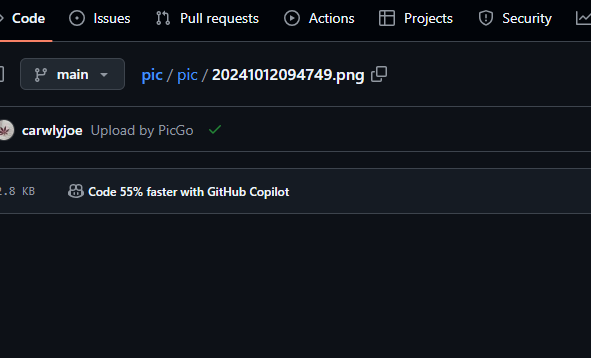 Code Issues Pull requests Actions Projects Security
main pic / pic / 20241012094749.png
carwlyjoe Upload by PicGo
2.8 KB Code 55% faster with GitHub Copilot